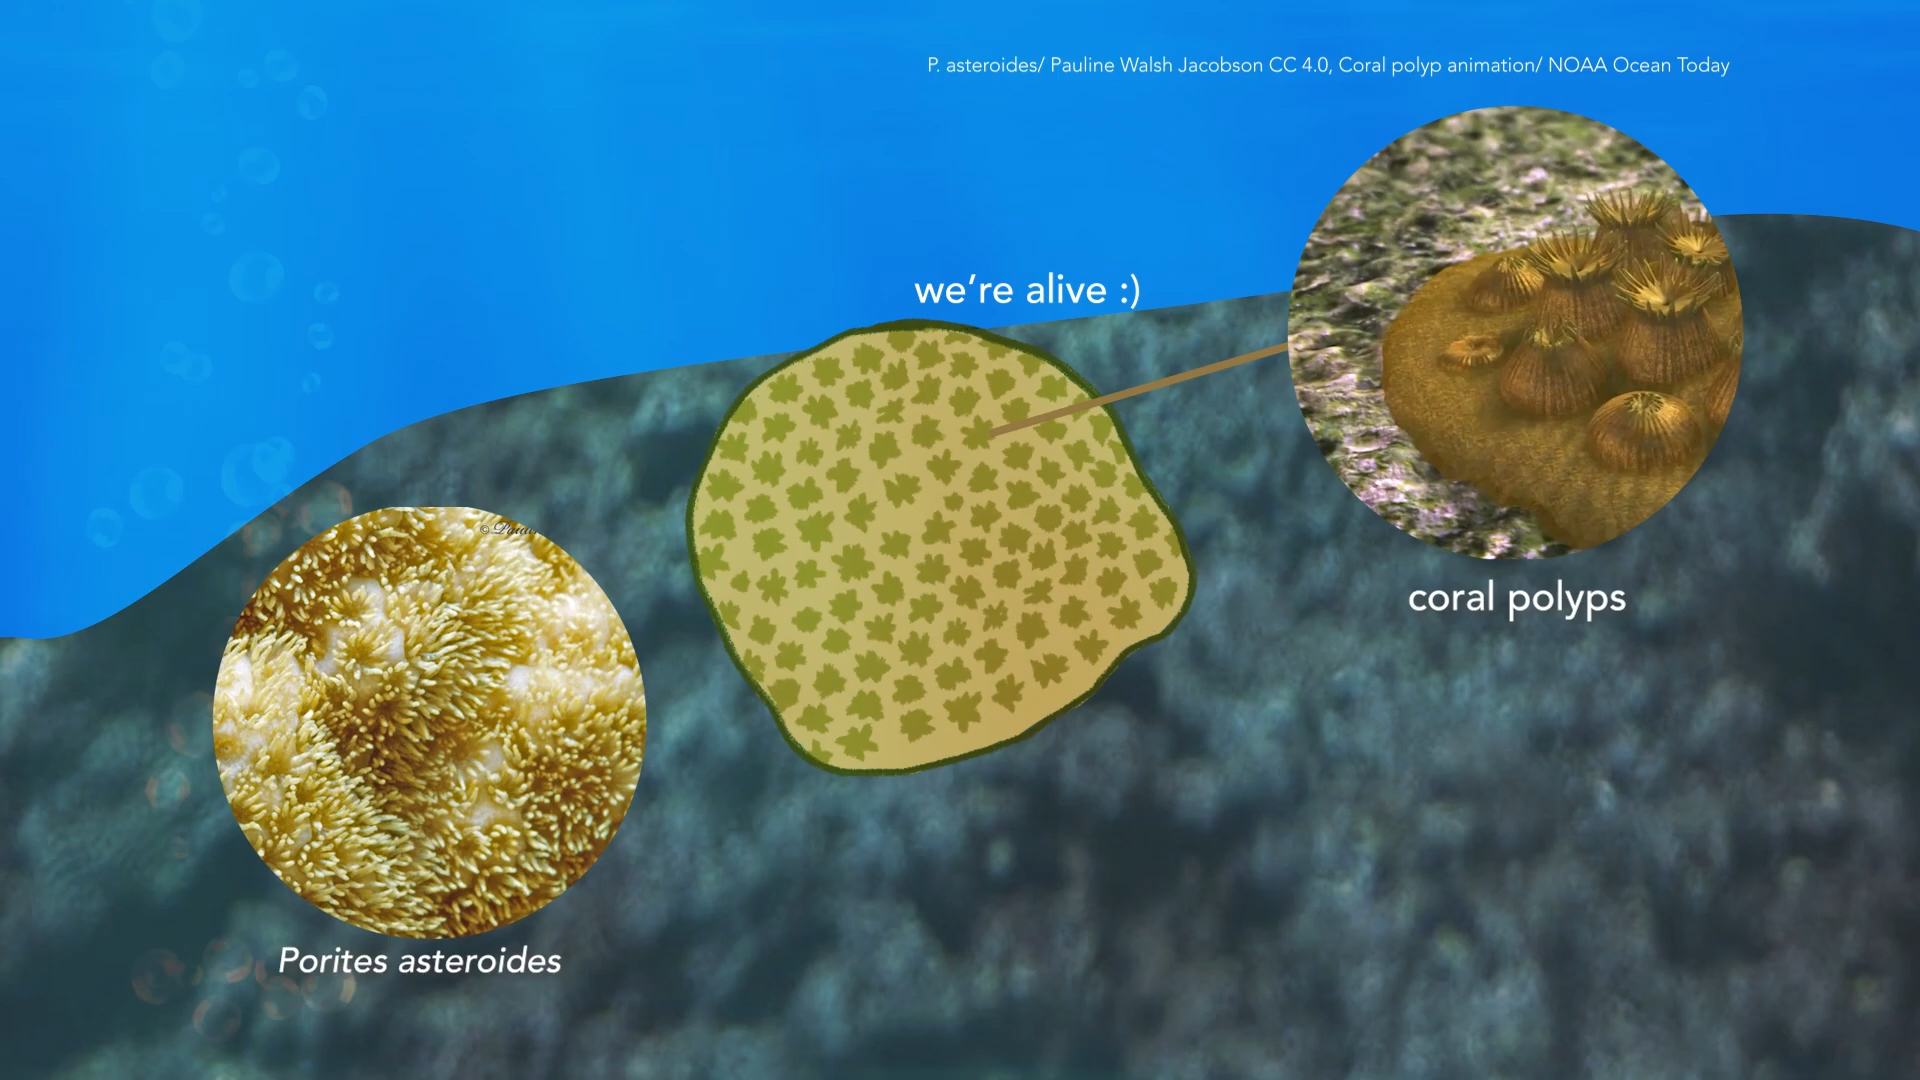 P. asteroides/ Pauline Walsh Jacobson CC 4.0, Coral polyp animation/ NOAA Ocean Today
we're alive :)
coral polyps
Porites asteroides